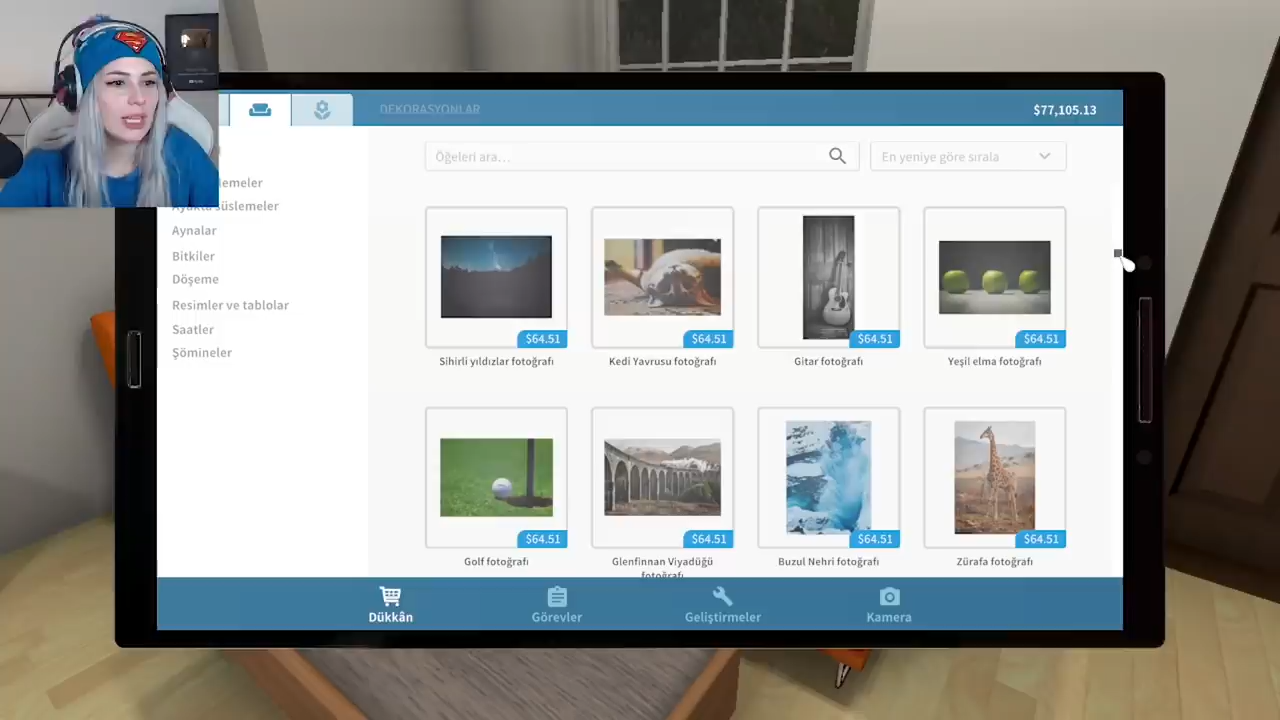 DEKORASYONLAR
$77,105.13
Öğeleri ara...
En yeniye göre sırala
lemeler
süslemeler
Aynalar
Bitkiler
Döşeme
Resimler ve tablolar
Saatler
Şömineler
$64.51
$64.51
$64.51
$64.51
Sihirli yıldızlar fotoğrafı
Kedi Yavrusu fotoğrafı
Gitar fotoğrafı
Yeşil elma fotoğrafı
$64.51
$64.51
$64.51
$64.51
Golf fotoğrafı
Glenfinnan Viyadüğü
fotoğrafı
Buzul Nehri fotoğrafı
Zürafa fotoğrafı
Dükkân
Görevler
Geliştirmeler
Kamera